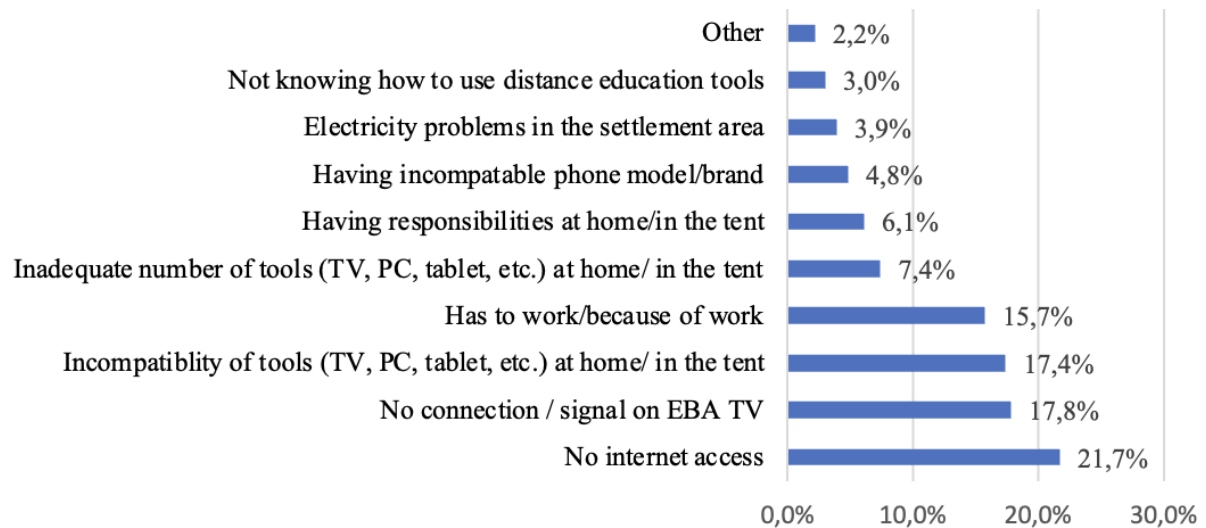 Other 2,2%
Not knowing how to use distance education tools 3,0%
Electricity problems in the settlement area 3,9%
Having incompatable phone model/brand 4,8%
Having responsibilities at home/in the tent 6,1%
Inadequate number of tools (TV, PC, tablet, etc.) at home/ in the tent 7,4%
Has to work/because of work 15,7%
Incompatiblity of tools (TV, PC, tablet, etc.) at home/ in the tent 17,4%
No connection / signal on EBA TV 17,8%
No internet access 21,7%
0,0% 10,0% 20,0% 30,0%